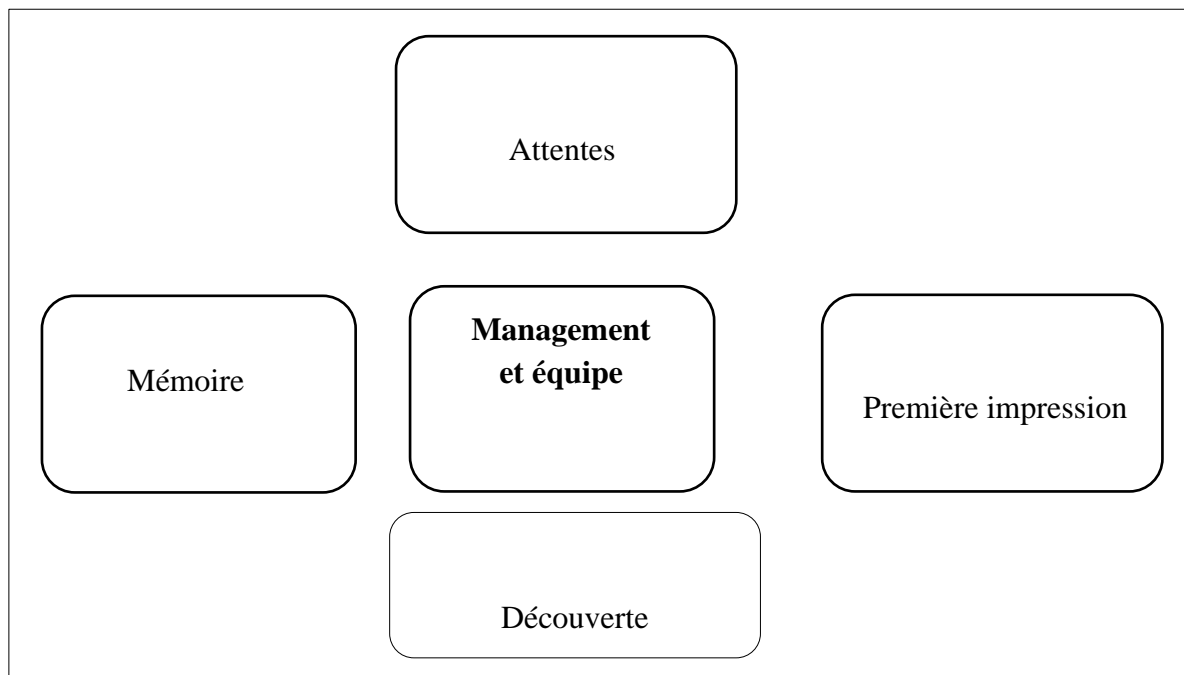 Attentes
Mémoire
Management
et équipe
Première impression
Découverte